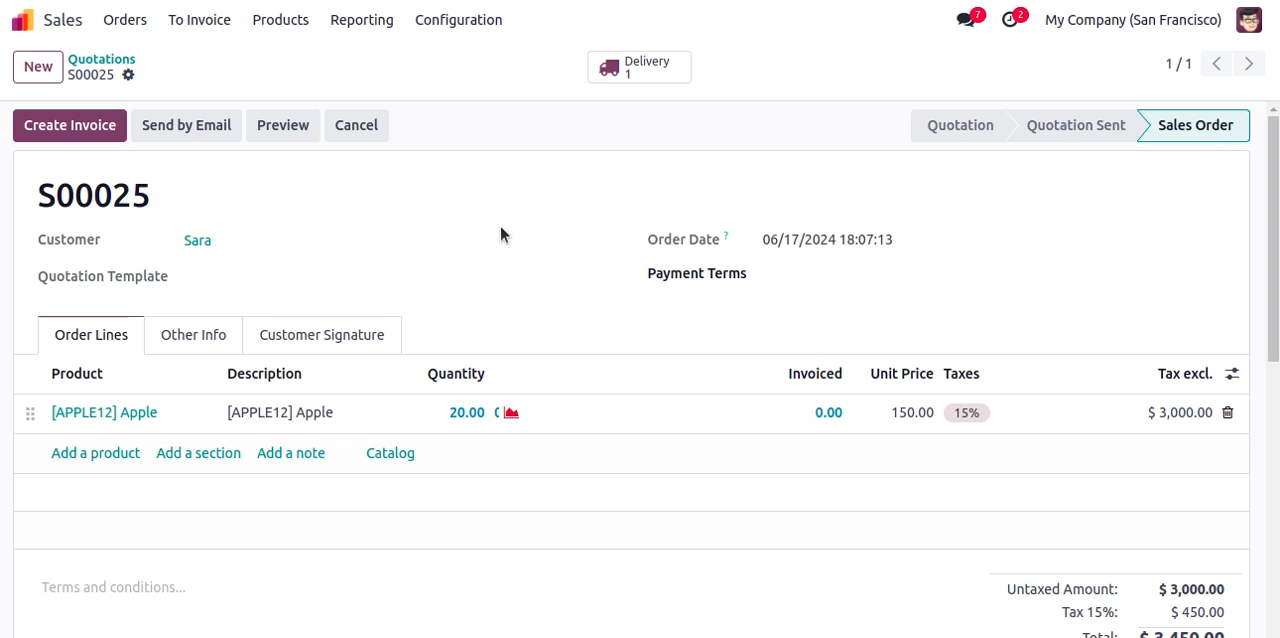 Sales Orders To Invoice Products Reporting Configuration 7 2 My Company (San Francisco)
New Quotations Delivery 1 / 1
S00025 1
Create Invoice Send by Email Preview Cancel Quotation Quotation Sent Sales Order
S00025
Customer Sara Order Date ? 06/17/2024 18:07:13
Quotation Template Payment Terms
Order Lines Other Info Customer Signature
Product Description Quantity Invoiced Unit Price Taxes Tax excl.
[APPLE12] Apple [APPLE12] Apple 20.00 0.00 150.00 15% $ 3,000.00
Add a product Add a section Add a note Catalog
Terms and conditions... Untaxed Amount: $ 3,000.00
Tax 15%: $ 450.00
Total: $ 3,450.00